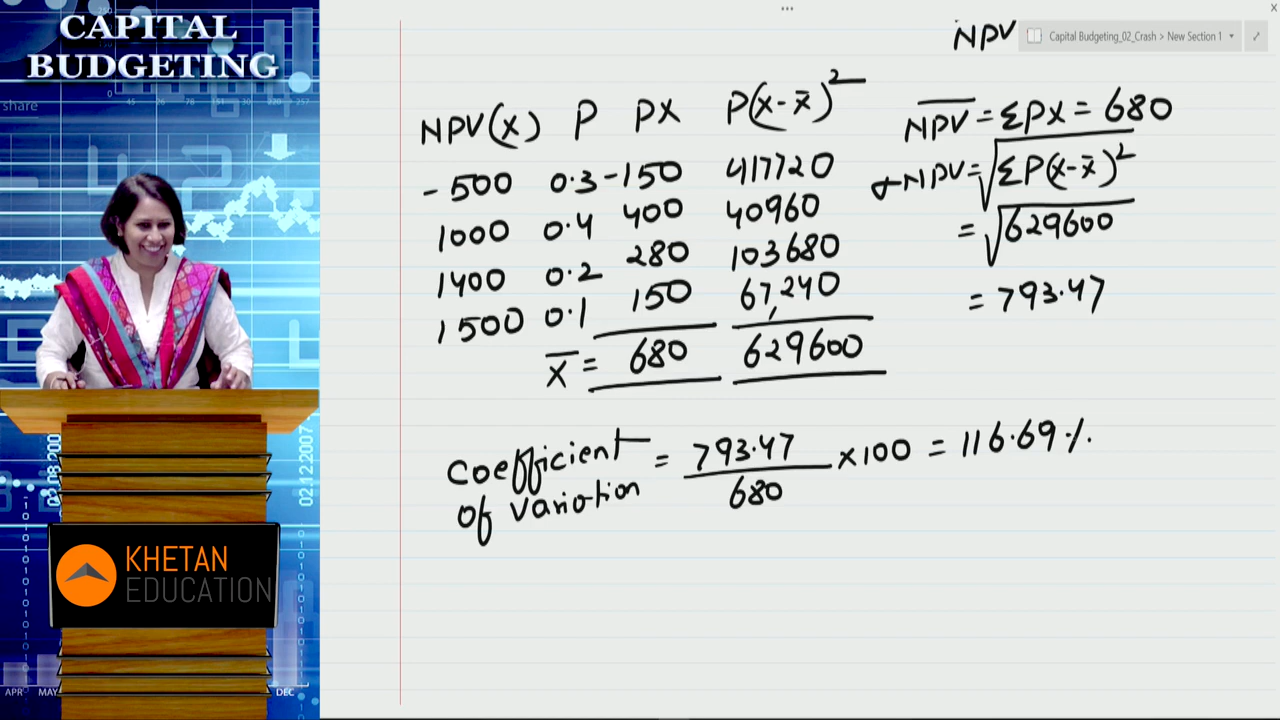 CAPITAL
BUDGETING
share
NPV
Capital Budgeting_02_Crash > New Section 1
NPV(x) P PX P(x-x̄)²
-500 0.3 -150 417720
1000 0.4 400 40960
1400 0.2 280 103680
1500 0.1 150 67,240
X̄ = 680 629600
N̅P̅V̅ = ΣPX = 680
σNPV = √ΣP(x-x̄)²
= √629600
= 793.47
Coefficient
of variation = 793.47 / 680 ×100 = 116.69%
02.12.2007
KHETAN
EDUCATION
APR MAY DEC